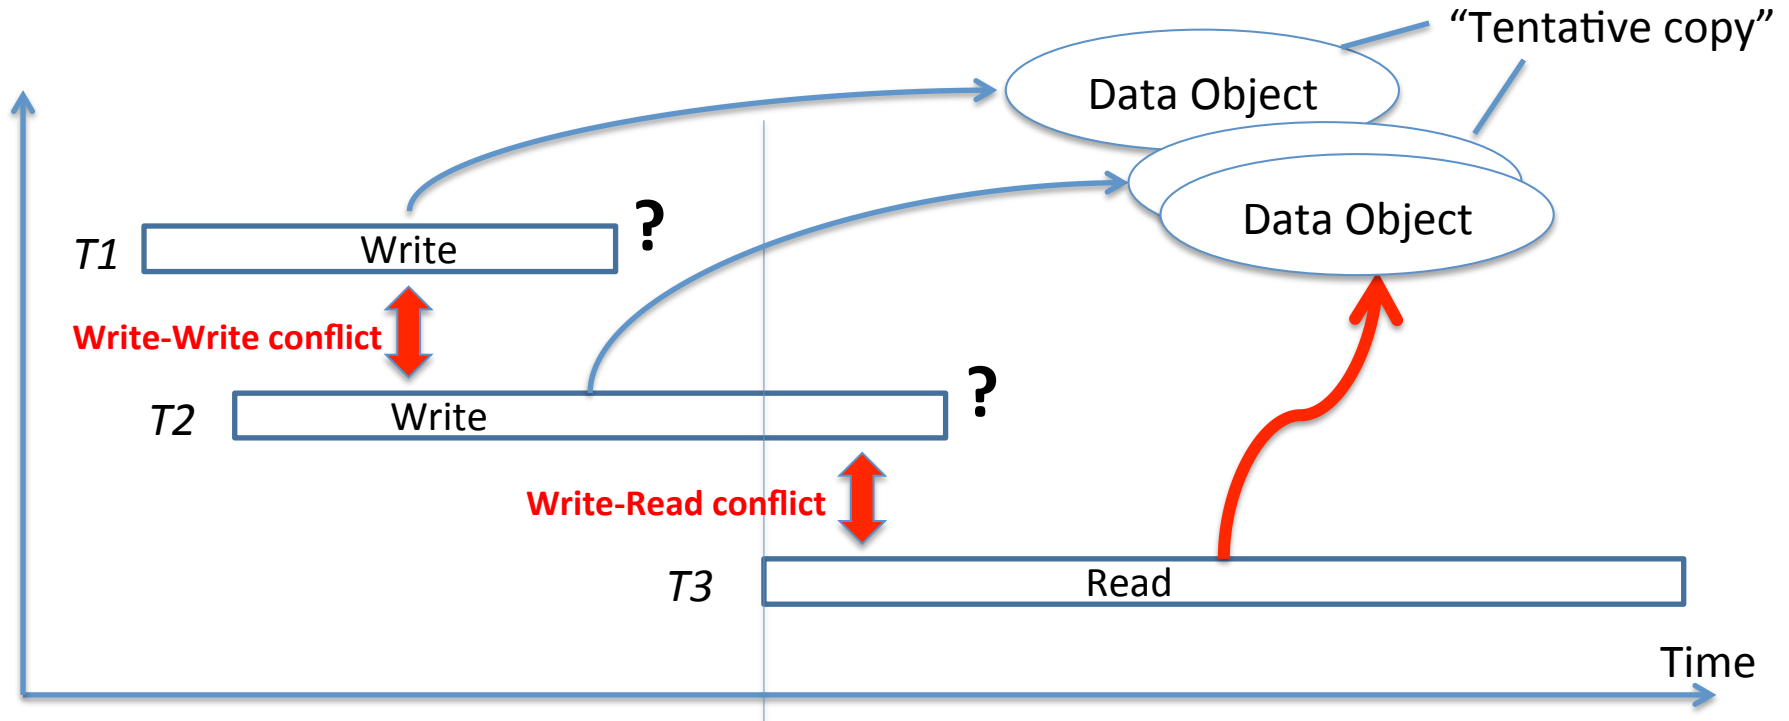 “Tentative copy”
Data Object
Data Object
?
T1
Write
Write-Write conflict
?
T2
Write
Write-Read conflict
T3
Read
Time